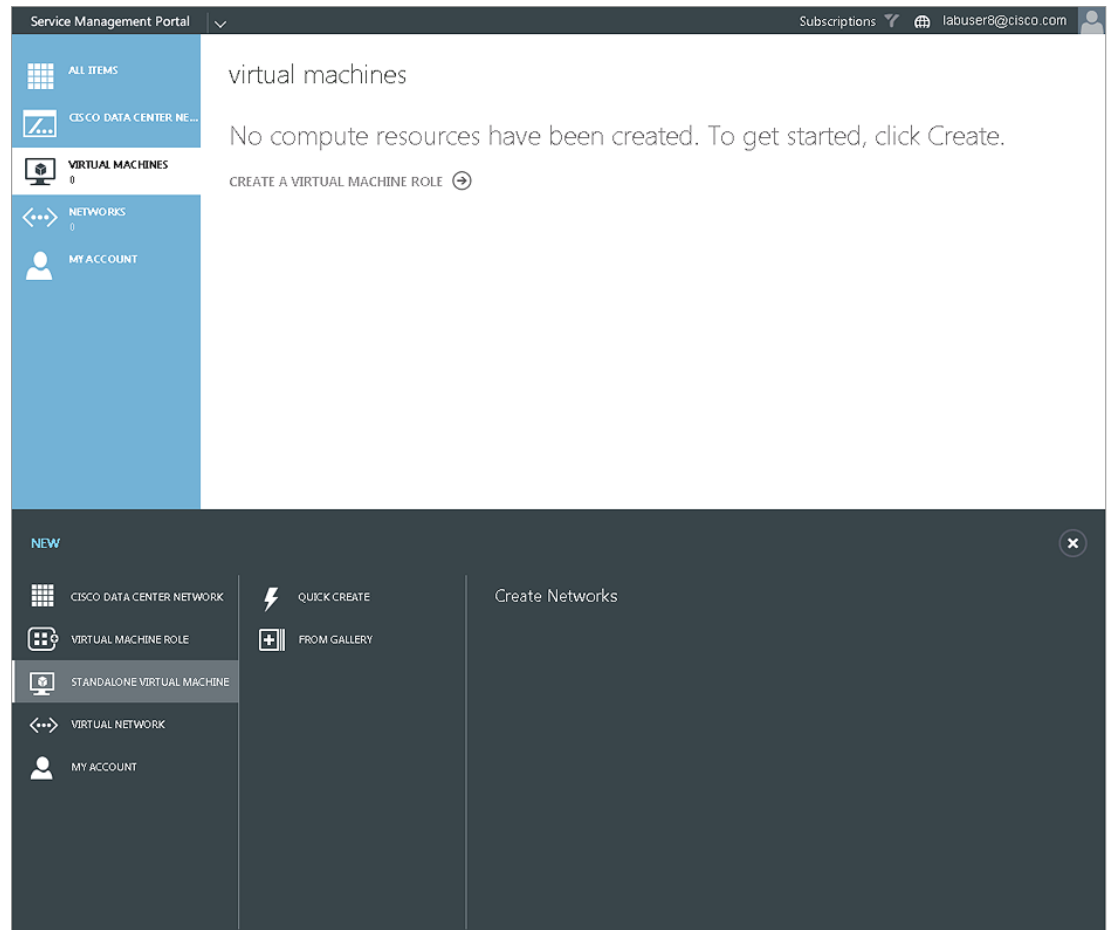 Service Management Portal
Subscriptions
labuser8@cisco.com
ALL ITEMS
CISCO DATA CENTER NE...
VIRTUAL MACHINES
0
NETWORKS
0
MY ACCOUNT
virtual machines
No compute resources have been created. To get started, click Create.
CREATE A VIRTUAL MACHINE ROLE
NEW
CISCO DATA CENTER NETWORK
VIRTUAL MACHINE ROLE
STANDALONE VIRTUAL MACHINE
VIRTUAL NETWORK
MY ACCOUNT
QUICK CREATE
FROM GALLERY
Create Networks